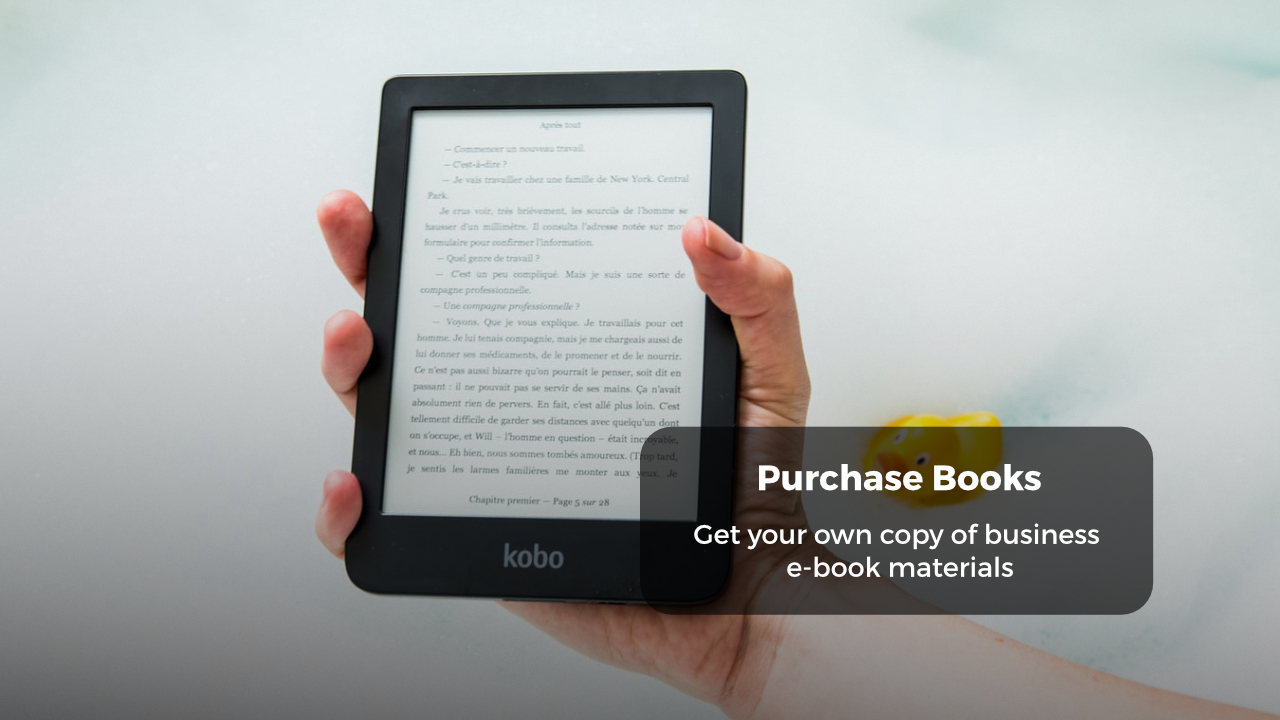 Après tout
– Commencer un nouveau travail.
– C'est-à-dire ?
– Je vais travailler chez une famille de New York. Central
Park.
Je crus voir, très brièvement, les sourcils de l'homme se
hausser d'un millimètre. Il consulta l'adresse notée sur mon
formulaire pour confirmer l'information.
– Quel genre de travail ?
– C'est un peu compliqué. Mais je suis une sorte de
compagne professionnelle.
– Une compagne professionnelle ?
– Voyons. Que je vous explique. Je travaillais pour cet
homme. Je lui tenais compagnie, mais je me chargeais aussi de
lui donner ses médicaments, de le promener et de le nourrir.
Ce n'est pas aussi bizarre qu'on pourrait le penser, soit dit en
passant : il ne pouvait pas se servir de ses mains. Ça n'avait
absolument rien de pervers. En fait, c'est allé plus loin. C'est
tellement difficile de garder ses distances avec quelqu'un dont
on s'occupe, et Will – l'homme en question – était incroyable,
et nous... Eh bien, nous sommes tombés amoureux. (Trop tard,
je sentis les larmes familières me monter aux yeux. Je
Chapitre premier – Page 5 sur 28
kobo
Purchase Books
Get your own copy of business
e-book materials